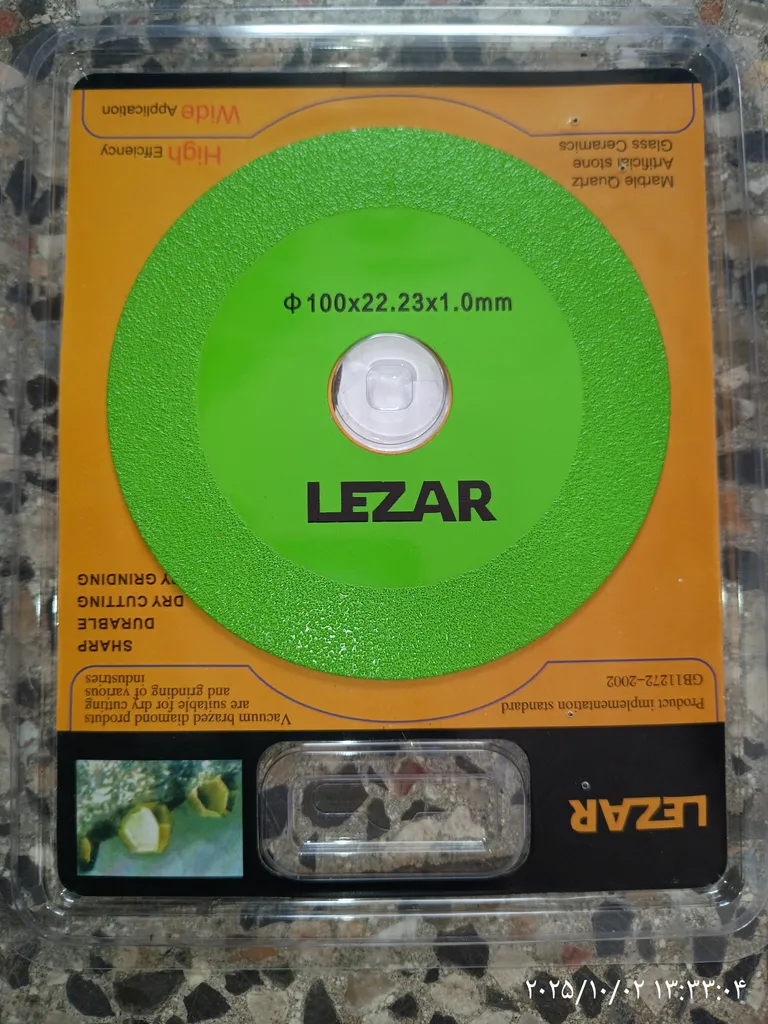 Φ100x22.23x1.0mm
LEZAR
LEZAR
Product implementation standard
GB11272-2002
Vacuum brazed diamond produts
are suitable for dry cutting
and grinding of various
industries
SHARP
DURABLE
DRY CUTTING
Y GRINDING
Marble Quartz
Artificial stone
Glass Ceramics
High Effciency
Wide Application
۲۰۲۵/۱۰/۰۲ ۱۳:۳۳:۰۴